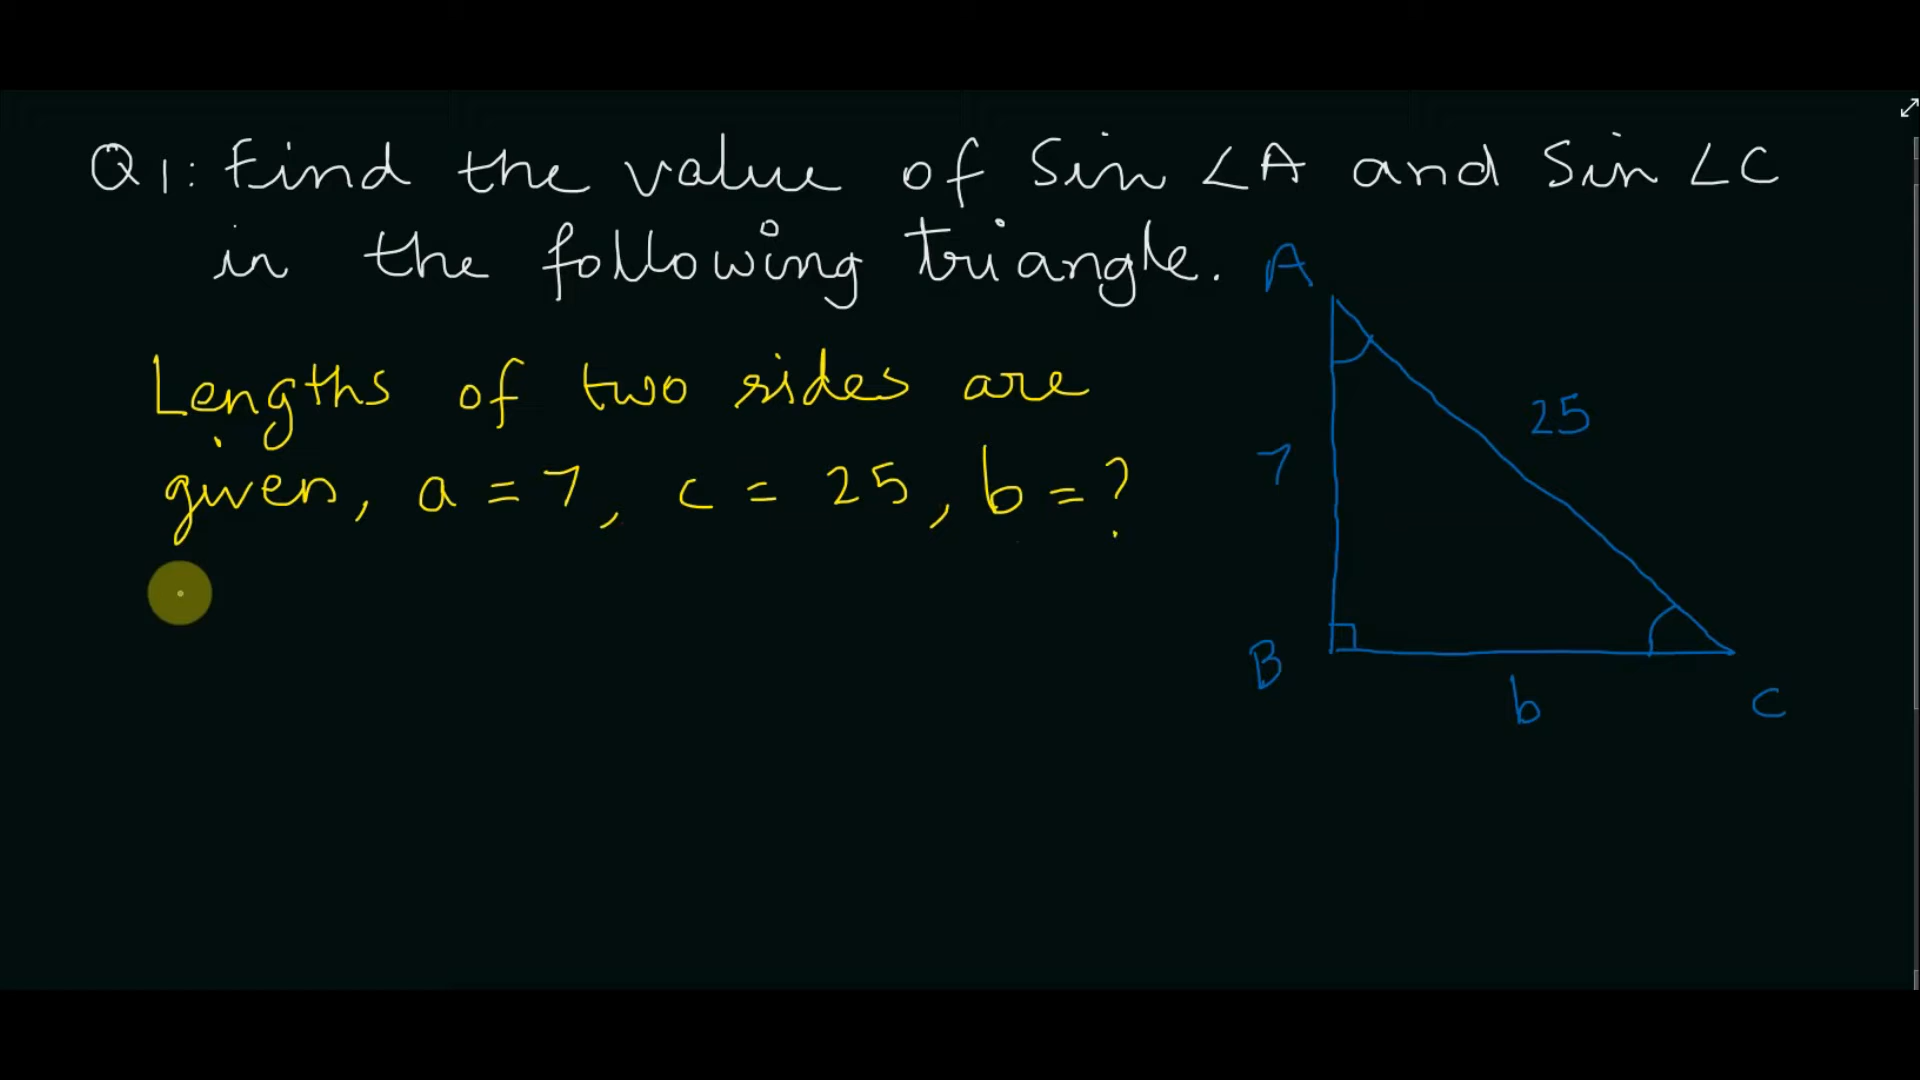 Q1: Find the value of Sin ∠A and Sin ∠C
in the following triangle.
Lengths of two sides are
given, a = 7, c = 25, b = ?
A
25
7
B
b
C